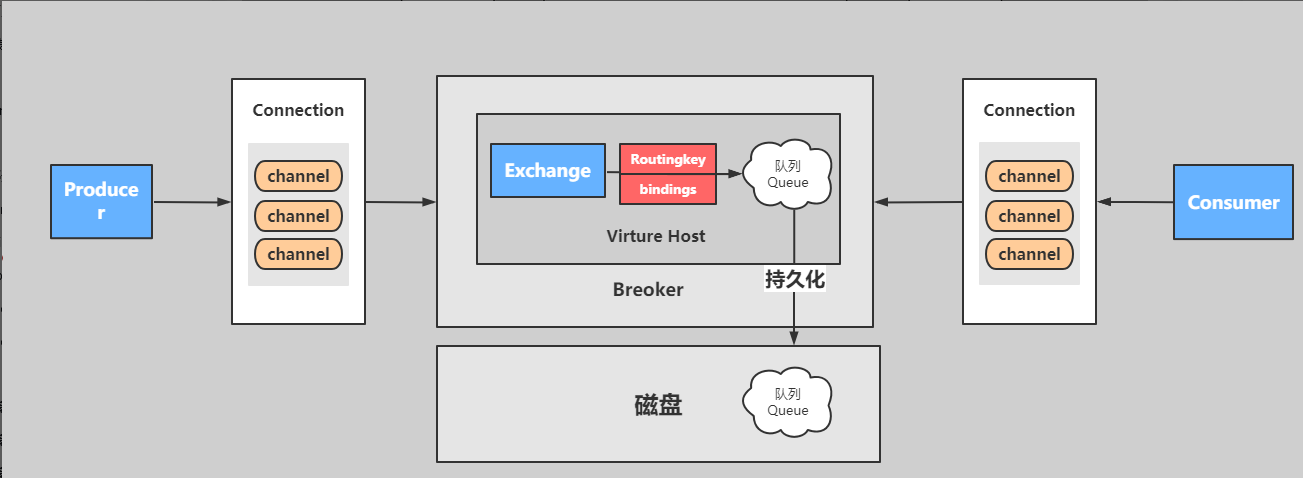 Produce
r
Connection
channel
channel
channel
Exchange
Routingkey
bindings
队列
Queue
Virture Host
Breoker
持久化
磁盘
队列
Queue
Connection
channel
channel
channel
Consumer